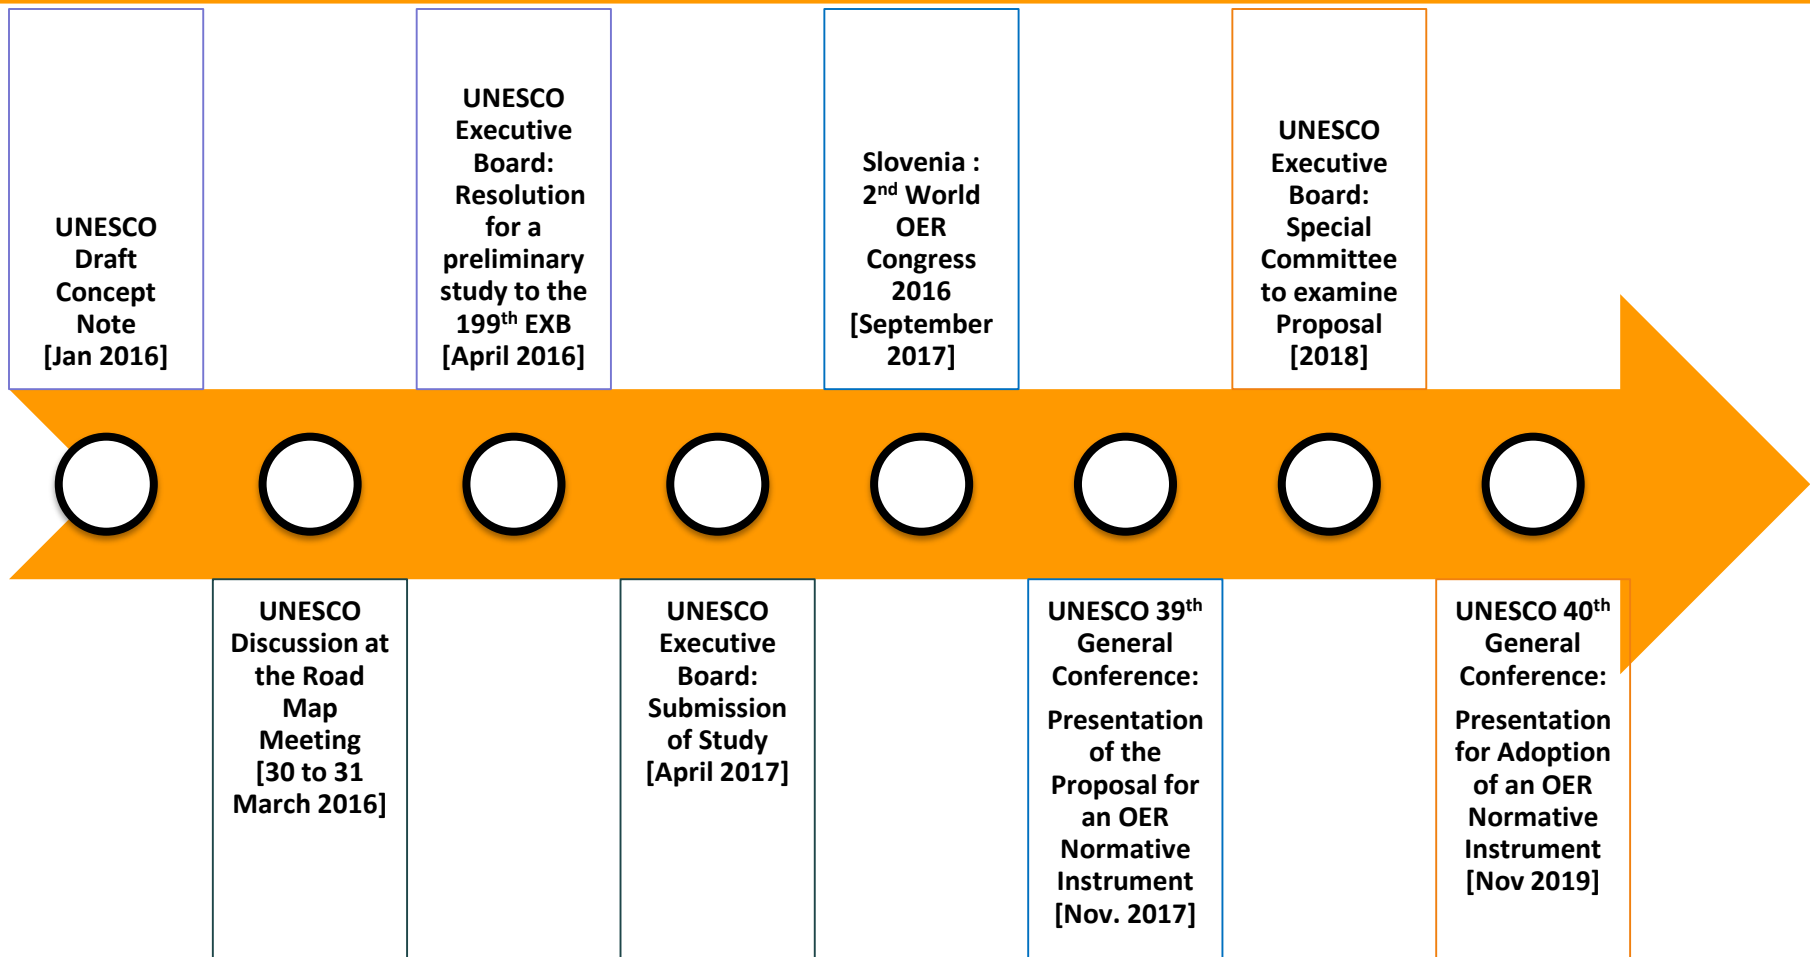 UNESCO
Draft
Concept
Note
[Jan 2016]
UNESCO
Discussion at
the Road
Map
Meeting
[30 to 31
March 2016]
UNESCO
Executive
Board:
Resolution
for a
preliminary
study to the
199th EXB
[April 2016]
UNESCO
Executive
Board:
Submission
of Study
[April 2017]
Slovenia :
2nd World
OER
Congress
2016
[September
2017]
UNESCO 39th
General
Conference:
Presentation
of the
Proposal for
an OER
Normative
Instrument
[Nov. 2017]
UNESCO
Executive
Board:
Special
Committee
to examine
Proposal
[2018]
UNESCO 40th
General
Conference:
Presentation
for Adoption
of an OER
Normative
Instrument
[Nov 2019]